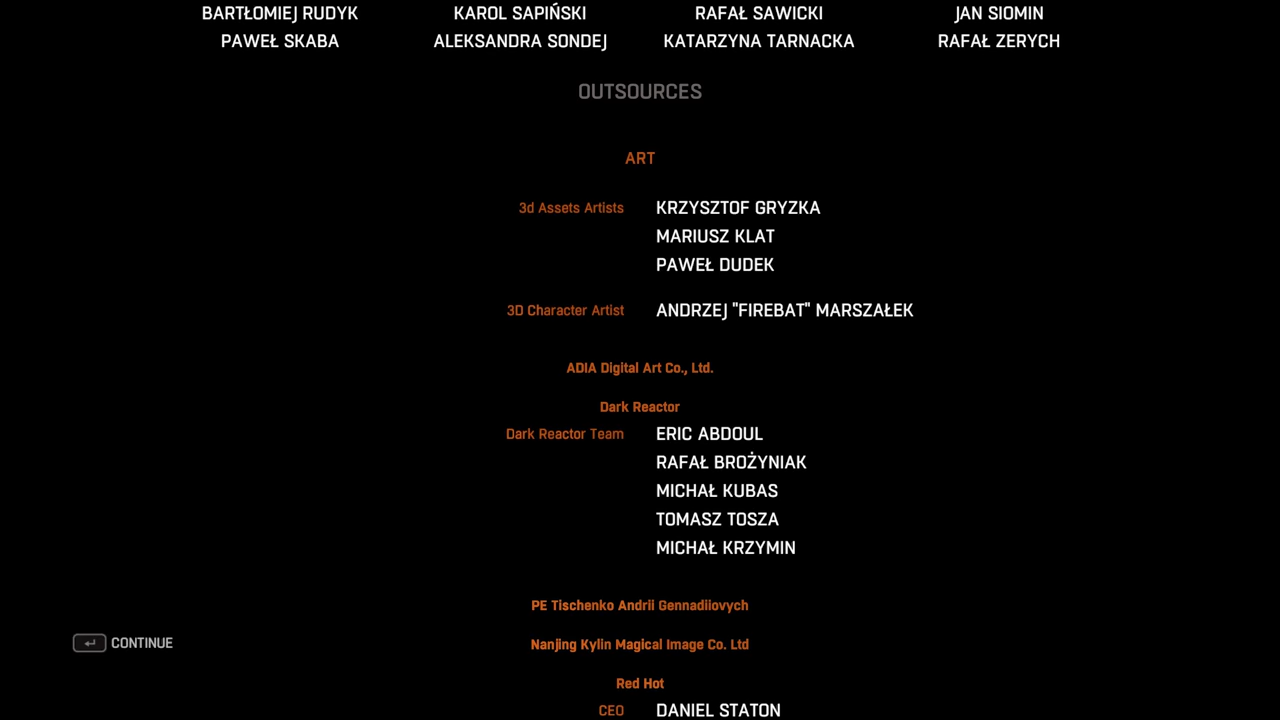 BARTŁOMIEJ RUDYK KAROL SAPIŃSKI RAFAŁ SAWICKI JAN SIOMIN
PAWEŁ SKABA ALEKSANDRA SONDEJ KATARZYNA TARNACKA RAFAŁ ZERYCH
OUTSOURCES
ART
3d Assets Artists KRZYSZTOF GRYZKA
MARIUSZ KLAT
PAWEŁ DUDEK
3D Character Artist ANDRZEJ "FIREBAT" MARSZAŁEK
ADIA Digital Art Co., Ltd.
Dark Reactor
Dark Reactor Team ERIC ABDOUL
RAFAŁ BROŻYNIAK
MICHAŁ KUBAS
TOMASZ TOSZA
MICHAŁ KRZYMIN
PE Tischenko Andrii Gennadiiovych
CONTINUE
Nanjing Kylin Magical Image Co. Ltd
Red Hot
CEO DANIEL STATON